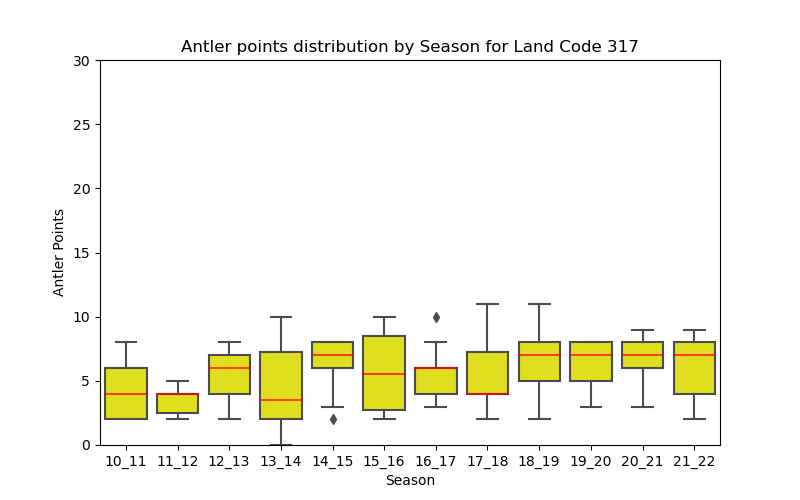 Antler points distribution by Season for Land Code 317
30
25
20
15
10
5
0
Antler Points
10_11 11_12 12_13 13_14 14_15 15_16 16_17 17_18 18_19 19_20 20_21 21_22
Season